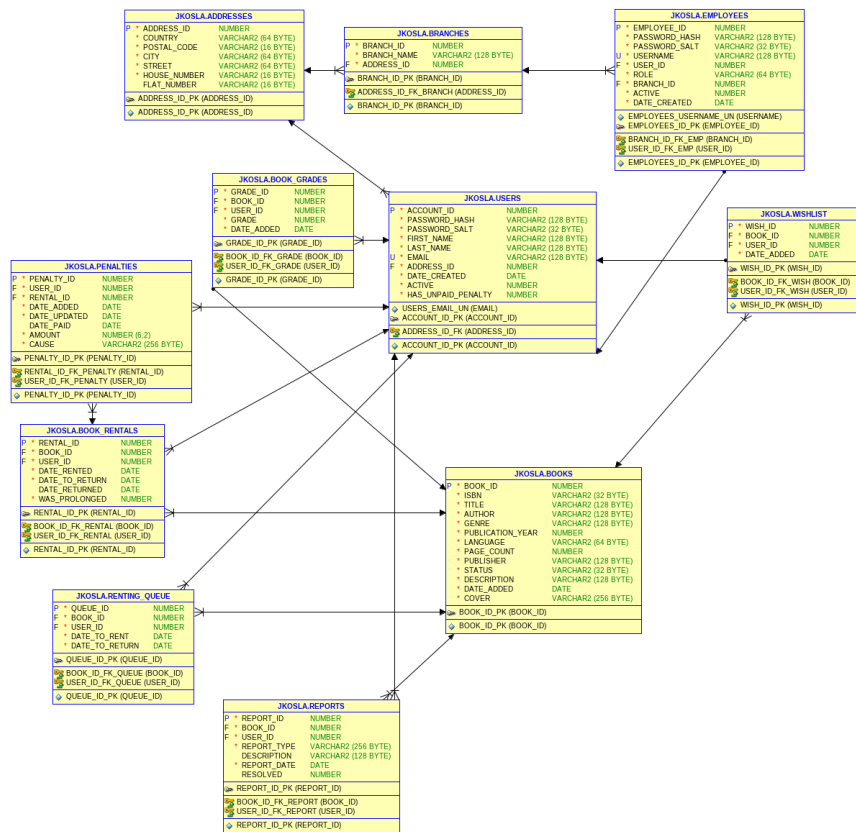 JKOSLA.ADDRESSES
P * ADDRESS_ID NUMBER
* COUNTRY VARCHAR2 (64 BYTE)
* POSTAL_CODE VARCHAR2 (16 BYTE)
* CITY VARCHAR2 (64 BYTE)
* STREET VARCHAR2 (64 BYTE)
* HOUSE_NUMBER VARCHAR2 (16 BYTE)
FLAT_NUMBER VARCHAR2 (16 BYTE)
ADDRESS_ID_PK (ADDRESS_ID)
ADDRESS_ID_PK (ADDRESS_ID)
JKOSLA.BRANCHES
P * BRANCH_ID NUMBER
* BRANCH_NAME VARCHAR2 (128 BYTE)
F * ADDRESS_ID NUMBER
BRANCH_ID_PK (BRANCH_ID)
ADDRESS_ID_FK_BRANCH (ADDRESS_ID)
BRANCH_ID_PK (BRANCH_ID)
JKOSLA.EMPLOYEES
P * EMPLOYEE_ID NUMBER
* PASSWORD_HASH VARCHAR2 (128 BYTE)
* PASSWORD_SALT VARCHAR2 (32 BYTE)
U * USERNAME VARCHAR2 (128 BYTE)
F * USER_ID NUMBER
* ROLE VARCHAR2 (64 BYTE)
F * BRANCH_ID NUMBER
* ACTIVE NUMBER
* DATE_CREATED DATE
EMPLOYEES_USERNAME_UN (USERNAME)
EMPLOYEES_ID_PK (EMPLOYEE_ID)
BRANCH_ID_FK_EMP (BRANCH_ID)
USER_ID_FK_EMP (USER_ID)
EMPLOYEES_ID_PK (EMPLOYEE_ID)
JKOSLA.BOOK_GRADES
P * GRADE_ID NUMBER
F * BOOK_ID NUMBER
F * USER_ID NUMBER
* GRADE NUMBER
* DATE_ADDED DATE
GRADE_ID_PK (GRADE_ID)
BOOK_ID_FK_GRADE (BOOK_ID)
USER_ID_FK_GRADE (USER_ID)
GRADE_ID_PK (GRADE_ID)
JKOSLA.USERS
P * ACCOUNT_ID NUMBER
* PASSWORD_HASH VARCHAR2 (128 BYTE)
* PASSWORD_SALT VARCHAR2 (32 BYTE)
* FIRST_NAME VARCHAR2 (128 BYTE)
* LAST_NAME VARCHAR2 (128 BYTE)
U * EMAIL VARCHAR2 (128 BYTE)
F * ADDRESS_ID NUMBER
* DATE_CREATED DATE
* ACTIVE NUMBER
* HAS_UNPAID_PENALTY NUMBER
USERS_EMAIL_UN (EMAIL)
ACCOUNT_ID_PK (ACCOUNT_ID)
ADDRESS_ID_FK (ADDRESS_ID)
ACCOUNT_ID_PK (ACCOUNT_ID)
JKOSLA.WISHLIST
P * WISH_ID NUMBER
F * BOOK_ID NUMBER
F * USER_ID NUMBER
* DATE_ADDED DATE
WISH_ID_PK (WISH_ID)
BOOK_ID_FK_WISH (BOOK_ID)
USER_ID_FK_WISH (USER_ID)
WISH_ID_PK (WISH_ID)
JKOSLA.PENALTIES
P * PENALTY_ID NUMBER
F * USER_ID NUMBER
F * RENTAL_ID NUMBER
* DATE_ADDED DATE
* DATE_UPDATED DATE
DATE_PAID DATE
* AMOUNT NUMBER (6,2)
* CAUSE VARCHAR2 (256 BYTE)
PENALTY_ID_PK (PENALTY_ID)
RENTAL_ID_FK_PENALTY (RENTAL_ID)
USER_ID_FK_PENALTY (USER_ID)
PENALTY_ID_PK (PENALTY_ID)
JKOSLA.BOOK_RENTALS
P * RENTAL_ID NUMBER
F * BOOK_ID NUMBER
F * USER_ID NUMBER
* DATE_RENTED DATE
* DATE_TO_RETURN DATE
DATE_RETURNED DATE
* WAS_PROLONGED NUMBER
RENTAL_ID_PK (RENTAL_ID)
BOOK_ID_FK_RENTAL (BOOK_ID)
USER_ID_FK_RENTAL (USER_ID)
RENTAL_ID_PK (RENTAL_ID)
JKOSLA.BOOKS
P * BOOK_ID NUMBER
* ISBN VARCHAR2 (32 BYTE)
* TITLE VARCHAR2 (128 BYTE)
* AUTHOR VARCHAR2 (128 BYTE)
* GENRE VARCHAR2 (128 BYTE)
* PUBLICATION_YEAR NUMBER
* LANGUAGE VARCHAR2 (64 BYTE)
* PAGE_COUNT NUMBER
* PUBLISHER VARCHAR2 (128 BYTE)
* STATUS VARCHAR2 (32 BYTE)
* DESCRIPTION VARCHAR2 (128 BYTE)
* DATE_ADDED DATE
* COVER VARCHAR2 (256 BYTE)
BOOK_ID_PK (BOOK_ID)
BOOK_ID_PK (BOOK_ID)
JKOSLA.RENTING_QUEUE
P * QUEUE_ID NUMBER
F * BOOK_ID NUMBER
F * USER_ID NUMBER
* DATE_TO_RENT DATE
* DATE_TO_RETURN DATE
QUEUE_ID_PK (QUEUE_ID)
BOOK_ID_FK_QUEUE (BOOK_ID)
USER_ID_FK_QUEUE (USER_ID)
QUEUE_ID_PK (QUEUE_ID)
JKOSLA.REPORTS
P * REPORT_ID NUMBER
F * BOOK_ID NUMBER
F * USER_ID NUMBER
* REPORT_TYPE VARCHAR2 (256 BYTE)
DESCRIPTION VARCHAR2 (128 BYTE)
* REPORT_DATE DATE
RESOLVED NUMBER
REPORT_ID_PK (REPORT_ID)
BOOK_ID_FK_REPORT (BOOK_ID)
USER_ID_FK_REPORT (USER_ID)
REPORT_ID_PK (REPORT_ID)